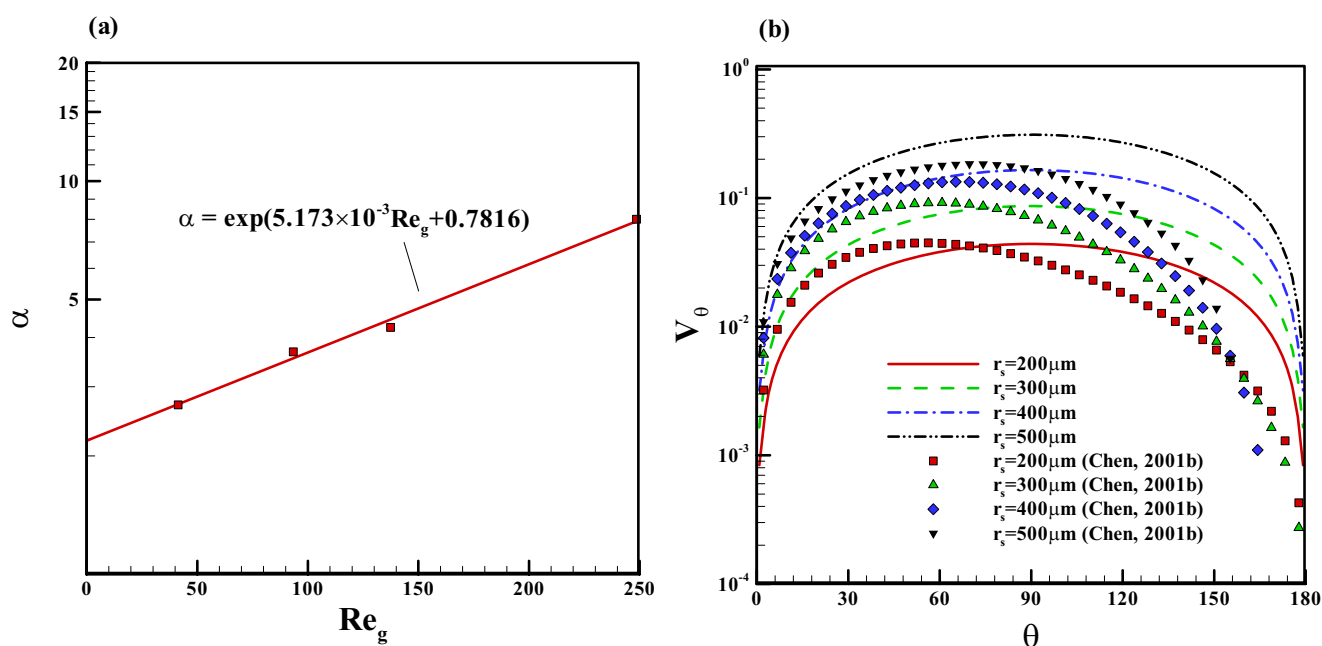 (a)
20
15
10
5
α
α = exp(5.173×10⁻³Re_g+0.7816)
0 50 100 150 200 250
Re_g
(b)
10⁰
10⁻¹
10⁻²
10⁻³
10⁻⁴
V_θ
r_s=200μm
r_s=300μm
r_s=400μm
r_s=500μm
r_s=200μm (Chen, 2001b)
r_s=300μm (Chen, 2001b)
r_s=400μm (Chen, 2001b)
r_s=500μm (Chen, 2001b)
0 30 60 90 120 150 180
θ